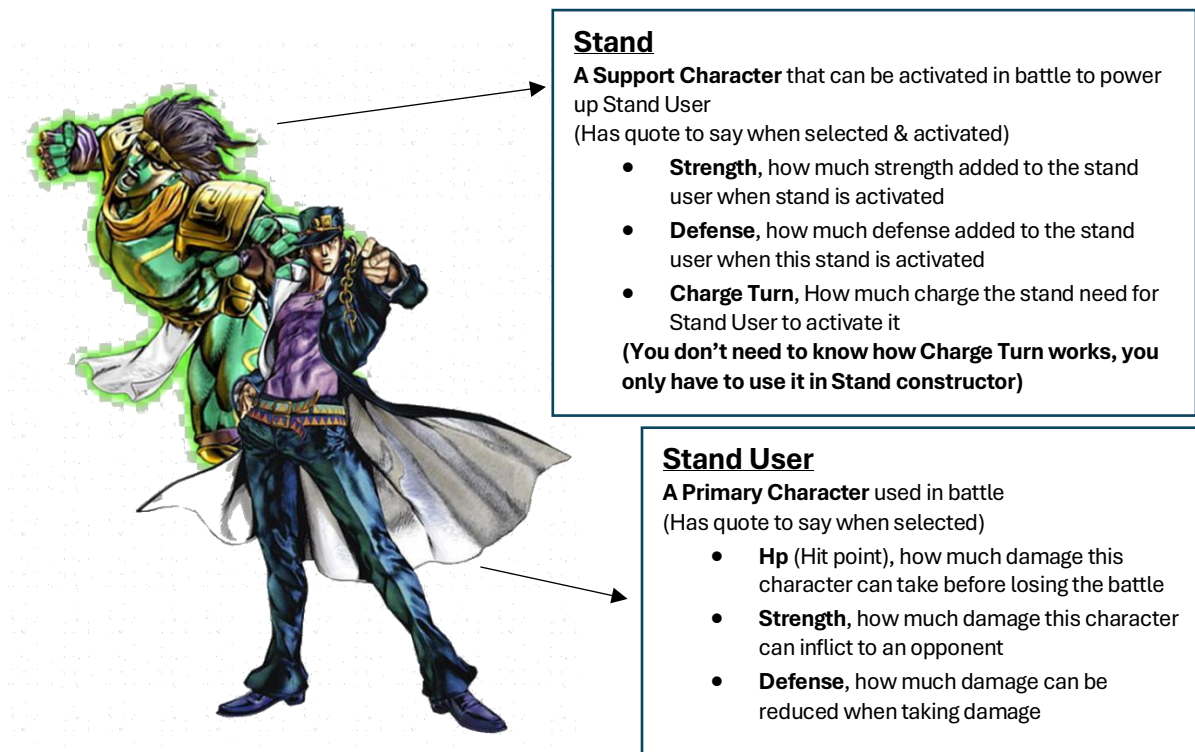 Stand
A Support Character that can be activated in battle to power
up Stand User
(Has quote to say when selected & activated)
• Strength, how much strength added to the stand
user when stand is activated
• Defense, how much defense added to the stand
user when this stand is activated
• Charge Turn, How much charge the stand need for
Stand User to activate it
(You don’t need to know how Charge Turn works, you
only have to use it in Stand constructor)
Stand User
A Primary Character used in battle
(Has quote to say when selected)
• Hp (Hit point), how much damage this
character can take before losing the battle
• Strength, how much damage this character
can inflict to an opponent
• Defense, how much damage can be
reduced when taking damage